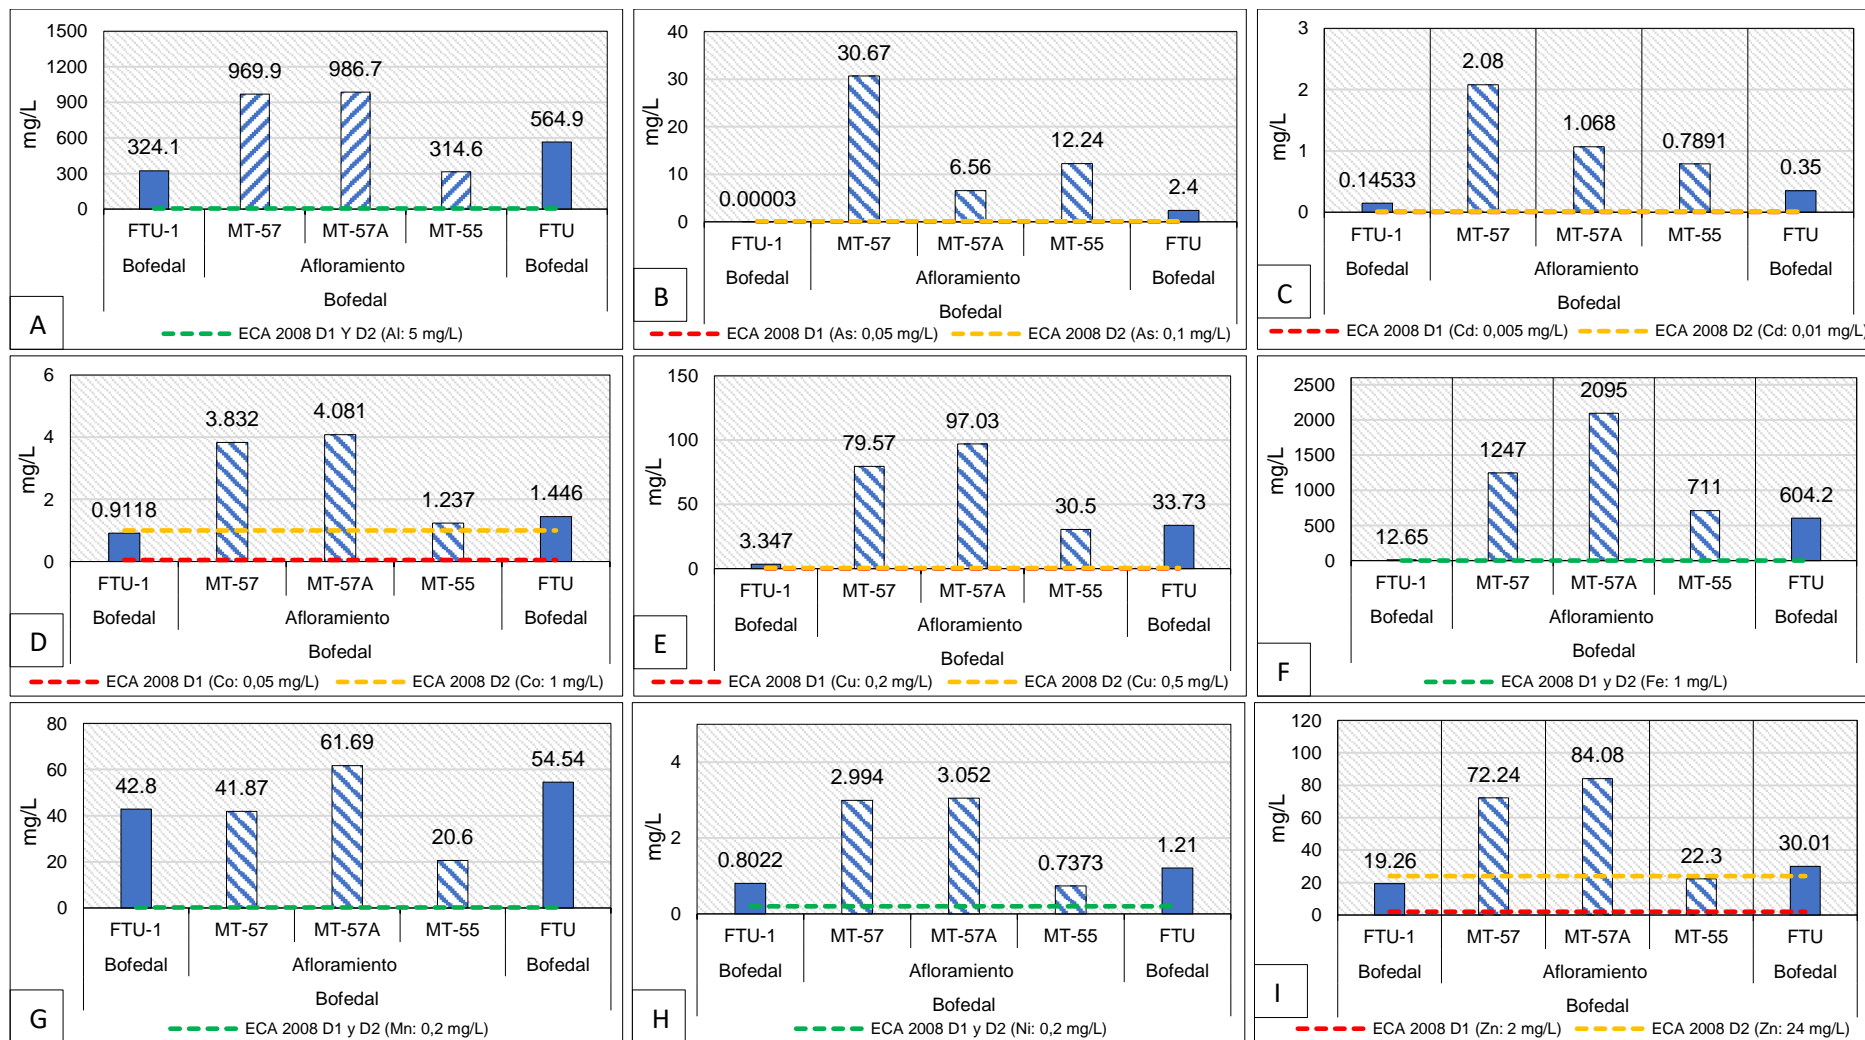 1500
1200
900
600
300
0
mg/L
324.1
969.9
986.7
314.6
564.9
FTU-1 MT-57 MT-57A MT-55 FTU
Bofedal Afloramiento Bofedal
Bofedal
A
ECA 2008 D1 Y D2 (Al: 5 mg/L)
40
30
20
10
0
mg/L
0.00003
30.67
6.56
12.24
2.4
FTU-1 MT-57 MT-57A MT-55 FTU
Bofedal Afloramiento Bofedal
Bofedal
B
ECA 2008 D1 (As: 0,05 mg/L) ECA 2008 D2 (As: 0,1 mg/L)
3
2
1
0
mg/L
0.14533
2.08
1.068
0.7891
0.35
FTU-1 MT-57 MT-57A MT-55 FTU
Bofedal Afloramiento Bofedal
Bofedal
C
ECA 2008 D1 (Cd: 0,005 mg/L) ECA 2008 D2 (Cd: 0,01 mg/L)
6
4
2
0
mg/L
0.9118
3.832
4.081
1.237
1.446
FTU-1 MT-57 MT-57A MT-55 FTU
Bofedal Afloramiento Bofedal
Bofedal
D
ECA 2008 D1 (Co: 0,05 mg/L) ECA 2008 D2 (Co: 1 mg/L)
150
100
50
0
mg/L
3.347
79.57
97.03
30.5
33.73
FTU-1 MT-57 MT-57A MT-55 FTU
Bofedal Afloramiento Bofedal
Bofedal
E
ECA 2008 D1 (Cu: 0,2 mg/L) ECA 2008 D2 (Cu: 0,5 mg/L)
2500
2000
1500
1000
500
0
mg/L
12.65
1247
2095
711
604.2
FTU-1 MT-57 MT-57A MT-55 FTU
Bofedal Afloramiento Bofedal
Bofedal
F
ECA 2008 D1 y D2 (Fe: 1 mg/L)
80
60
40
20
0
mg/L
42.8
41.87
61.69
20.6
54.54
FTU-1 MT-57 MT-57A MT-55 FTU
Bofedal Afloramiento Bofedal
Bofedal
G
ECA 2008 D1 y D2 (Mn: 0,2 mg/L)
4
2
0
mg/L
0.8022
2.994
3.052
0.7373
1.21
FTU-1 MT-57 MT-57A MT-55 FTU
Bofedal Afloramiento Bofedal
Bofedal
H
ECA 2008 D1 y D2 (Ni: 0,2 mg/L)
120
100
80
60
40
20
0
mg/L
19.26
72.24
84.08
22.3
30.01
FTU-1 MT-57 MT-57A MT-55 FTU
Bofedal Afloramiento Bofedal
Bofedal
I
ECA 2008 D1 (Zn: 2 mg/L) ECA 2008 D2 (Zn: 24 mg/L)